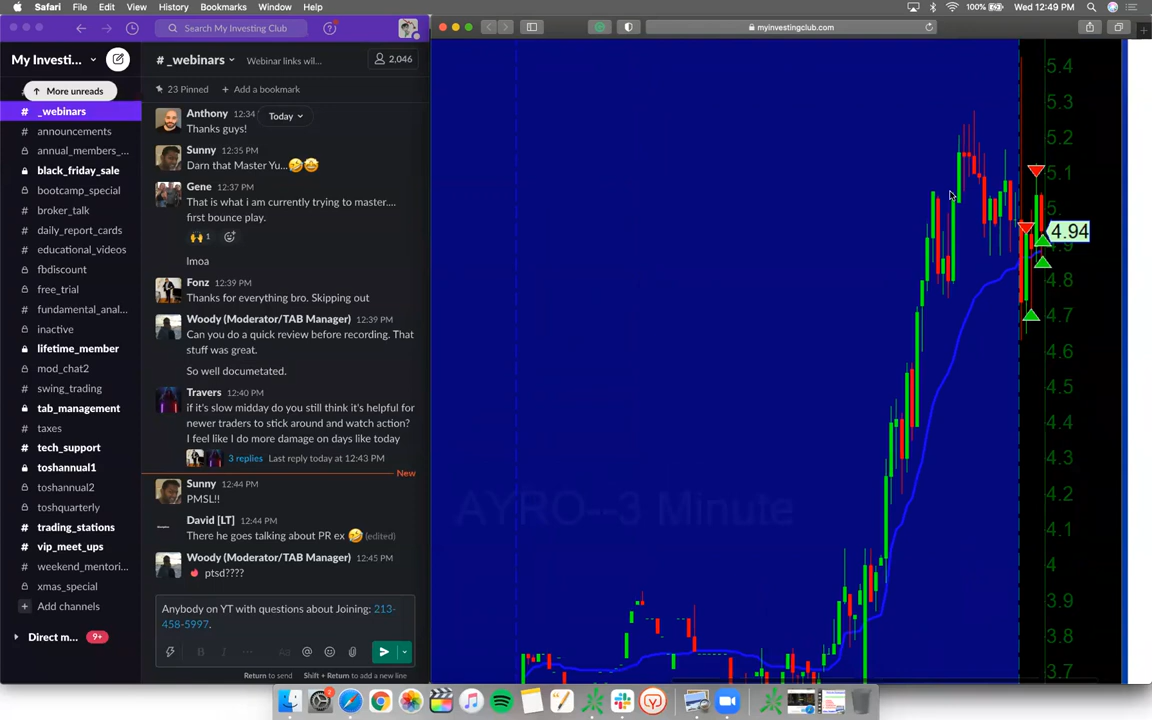 Safari File Edit View History Bookmarks Window Help
100% Wed 12:49 PM
Search My Investing Club
My Investi...
More unreads
# _webinars
# announcements
annual_members_...
black_friday_sale
bootcamp_special
# broker_talk
# daily_report_cards
# educational_videos
fbdiscount
# free_trial
# fundamental_anal...
# inactive
lifetime_member
mod_chat2
# swing_trading
tab_management
# taxes
# tech_support
toshannual1
toshannual2
# toshquarterly
# trading_stations
# vip_meet_ups
# weekend_mentori...
xmas_special
Add channels
Direct m... 9+
# _webinars
Webinar links wil...
2,046
23 Pinned
+ Add a bookmark
Today
Anthony 12:34
Thanks guys!
Sunny 12:35 PM
Darn that Master Yu...🤣🤩
Gene 12:37 PM
That is what i am currently trying to master....
first bounce play.
🙌 1
lmoa
Fonz 12:39 PM
Thanks for everything bro. Skipping out
Woody (Moderator/TAB Manager) 12:39 PM
Can you do a quick review before recording. That
stuff was great.
So well documetated.
Travers 12:40 PM
if it's slow midday do you still think it's helpful for
newer traders to stick around and watch action?
I feel like I do more damage on days like today
3 replies Last reply today at 12:43 PM
New
Sunny 12:44 PM
PMSL!!
David [LT] 12:44 PM
There he goes talking about PR ex 🤣 (edited)
Woody (Moderator/TAB Manager) 12:45 PM
ptsd????
Anybody on YT with questions about Joining: 213-
458-5997.
Aa
Return to send Shift + Return to add a new line
myinvestingclub.com
AYRO--3 Minute
5.4
5.3
5.2
5.1
5.
4.94
4.9
4.8
4.7
4.6
4.5
4.4
4.3
4.2
4.1
4
3.9
3.8
3.7